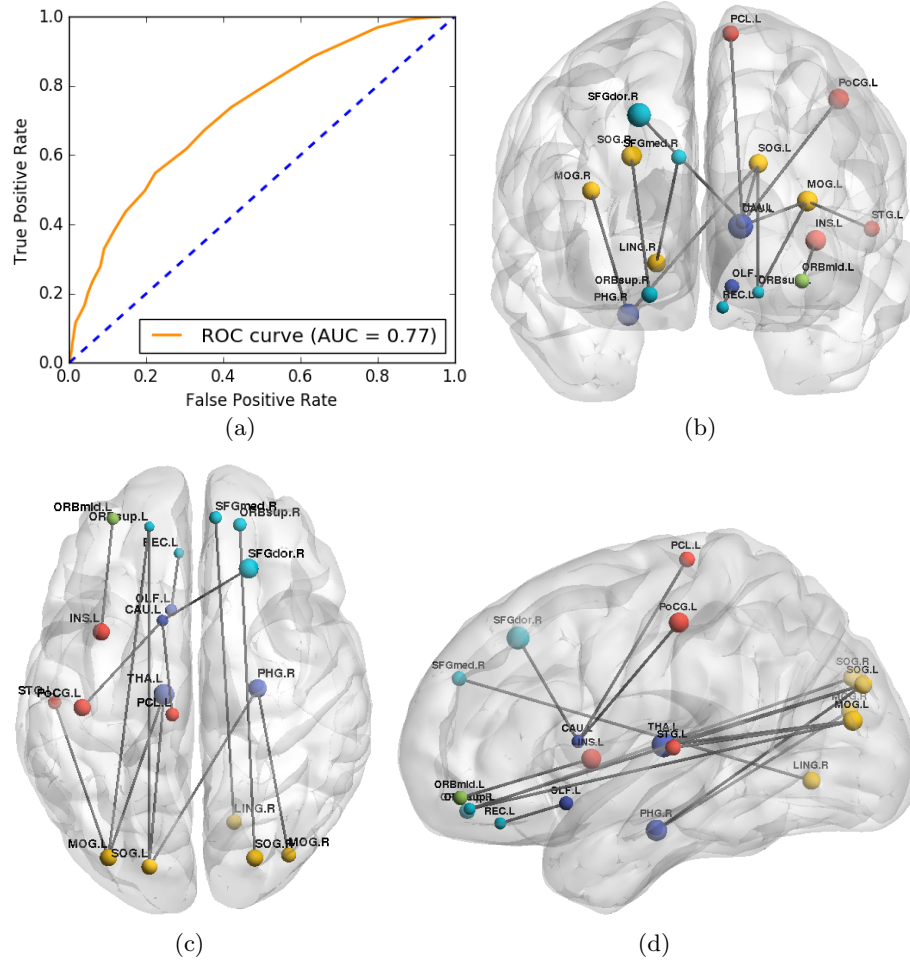 1.0
0.8
0.6
0.4
0.2
0.0
True Positive Rate
ROC curve (AUC = 0.77)
0.0 0.2 0.4 0.6 0.8 1.0
False Positive Rate
(a)
PCL.L
PoCG.L
SFGdor.R
SOG.R
SFGmed.R
SOG.L
MOG.R
MOG.L
CAU.L
STG.L
INS.L
LING.R
ORBmid.L
ORBsup.R
OLF.
PHG.R
REC.L
(b)
ORBmid.L
ORBsup.L
SFGmed.R
ORBsup.R
REC.L
SFGdor.R
OLF.L
CAU.L
INS.L
THA.L
PHG.R
STG.L
PoCG.L
PCL.L
LING.R
MOG.L
SOG.L
SOG.R
MOG.R
(c)
PCL.L
PoCG.L
SFGdor.R
SFGmed.R
SOG.R
SOG.L
MOG.L
CAU.L
THA.L
STG.L
INS.L
LING.R
ORBmid.L
OLF.L
REC.L
PHG.R
(d)